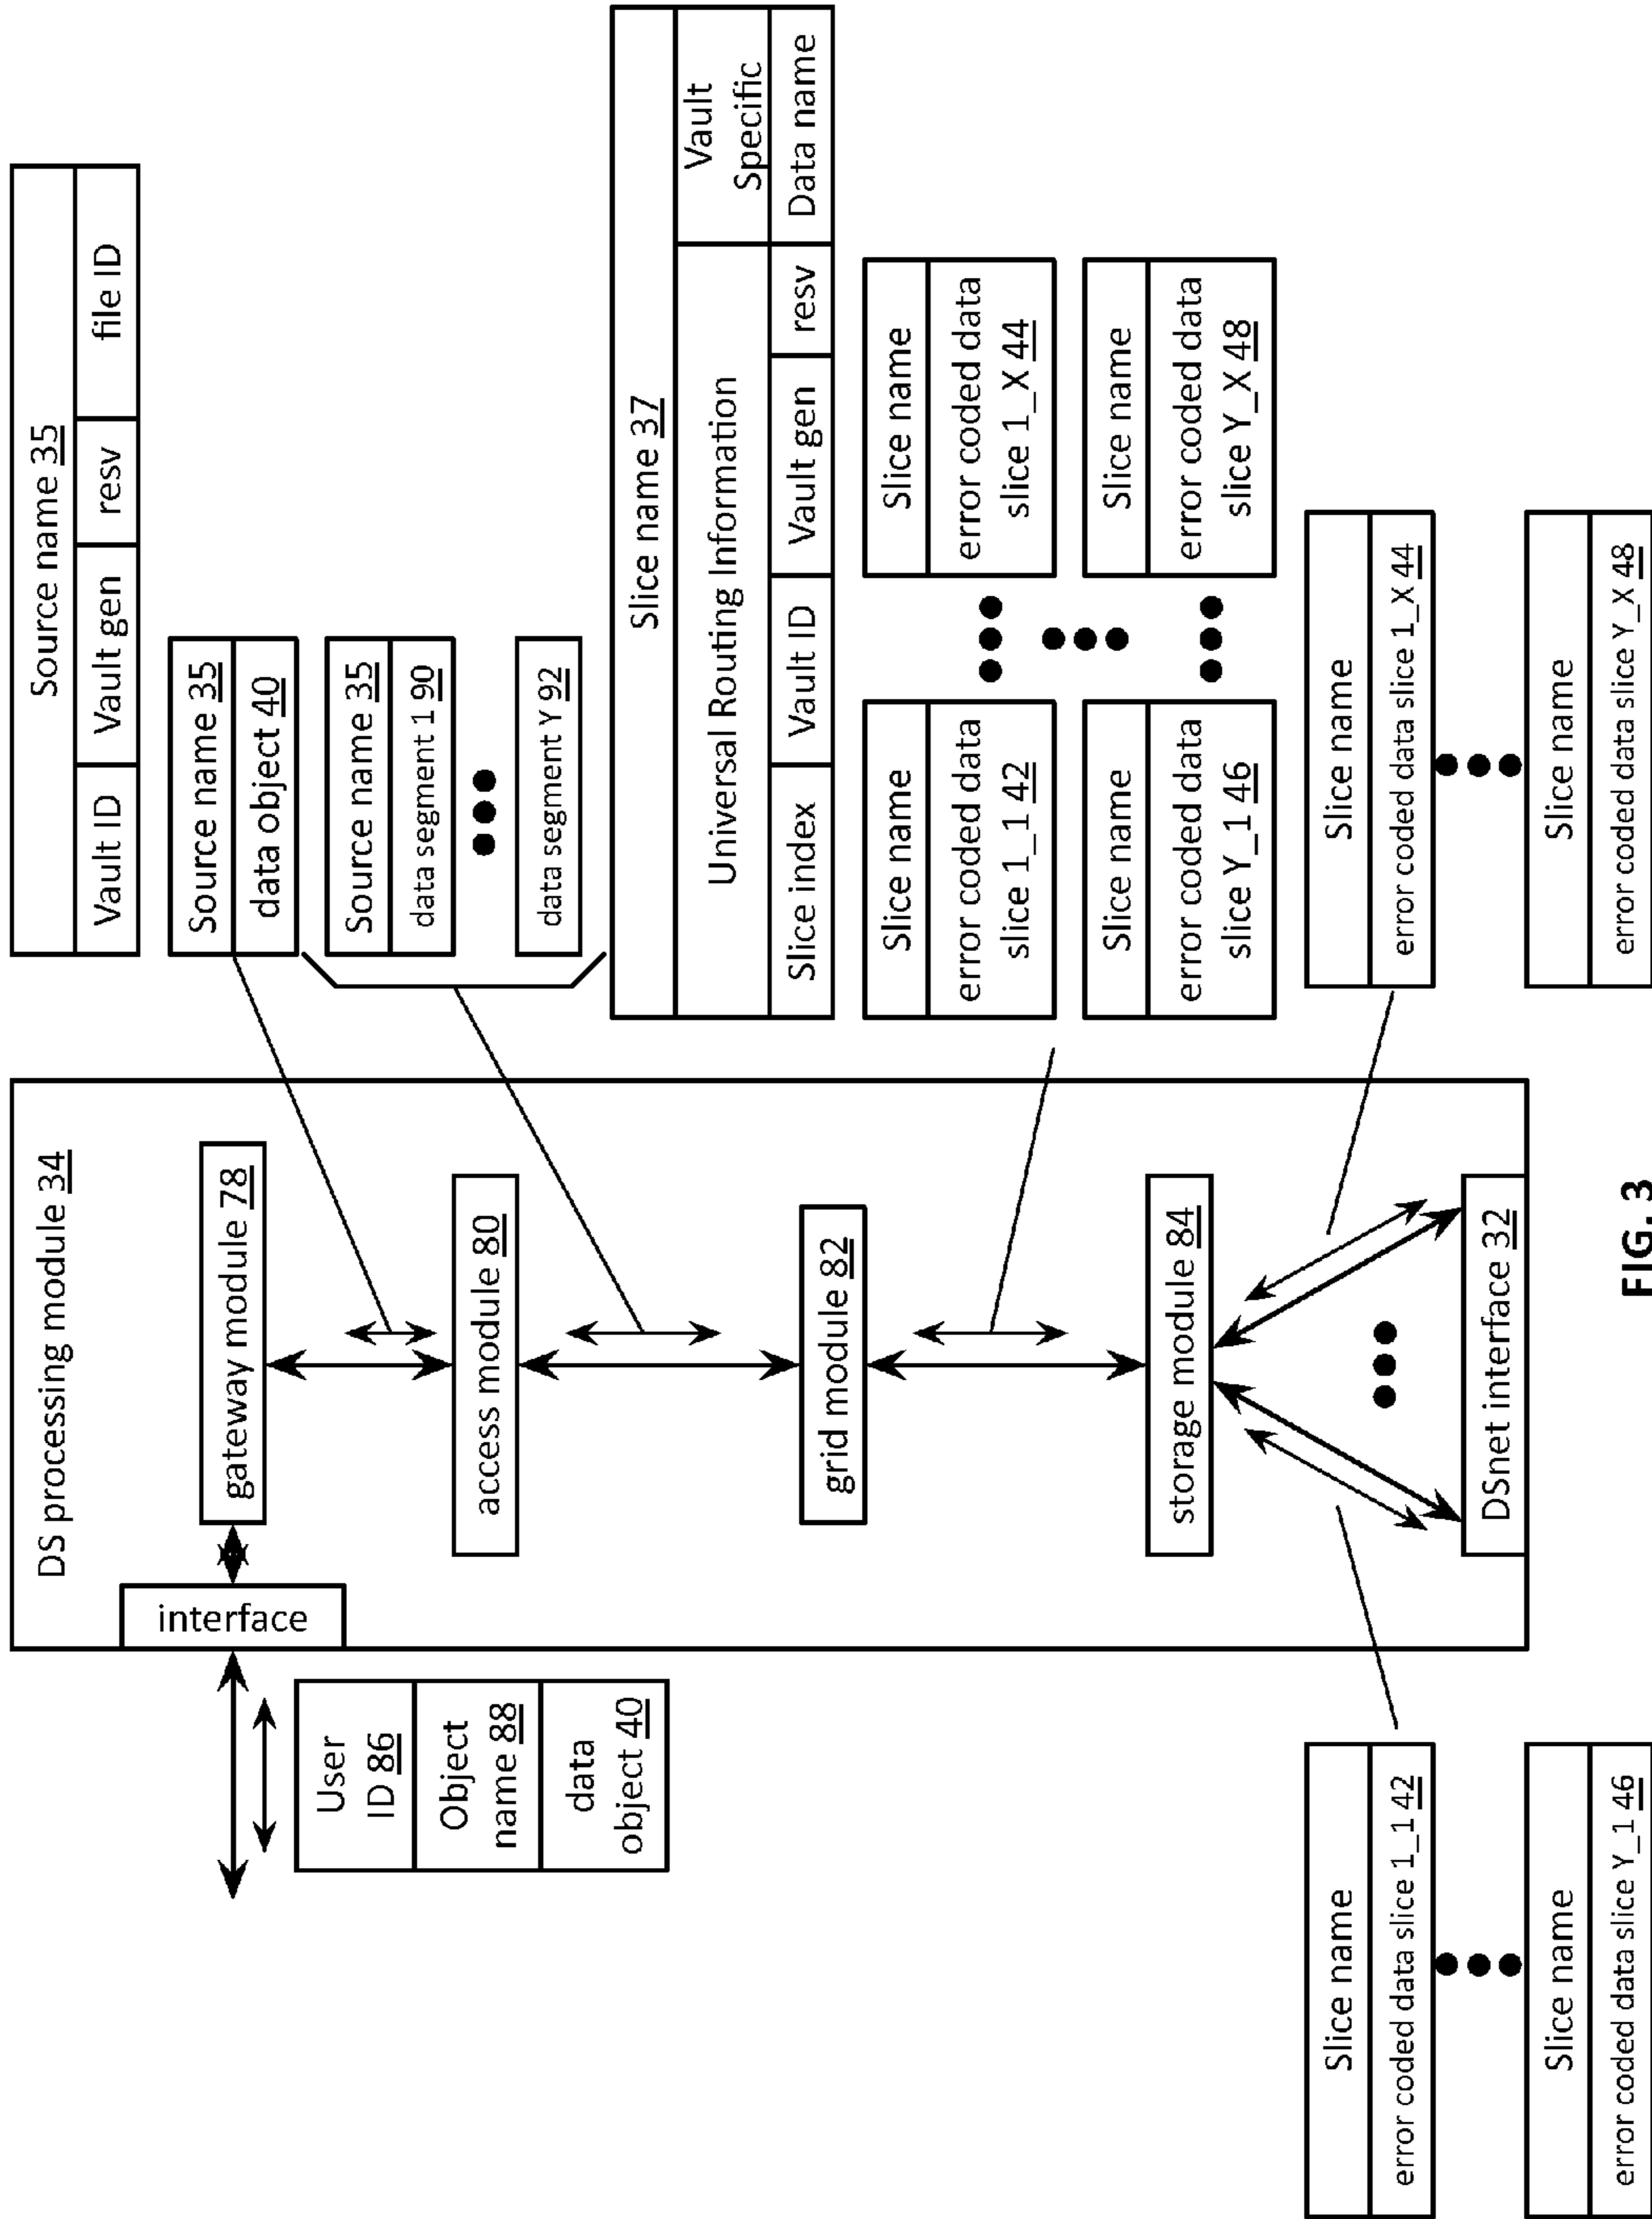 DS processing module 34
interface
gateway module 78
access module 80
grid module 82
storage module 84
DSnet interface 32
User
ID 86
Object
name 88
data
object 40
Source name 35
Vault ID
Vault gen
resv
file ID
Source name 35
data object 40
Source name 35
data segment 1 90
data segment Y 92
Slice name 37
Universal Routing Information
Vault
Specific
Slice index
Vault ID
Vault gen
resv
Data name
Slice name
error coded data
slice 1_1 42
Slice name
error coded data
slice 1_X 44
Slice name
error coded data
slice Y_1 46
Slice name
error coded data
slice Y_X 48
Slice name
error coded data slice 1_1 42
Slice name
error coded data slice Y_1 46
Slice name
error coded data slice 1_X 44
Slice name
error coded data slice Y_X 48
FIG. 3